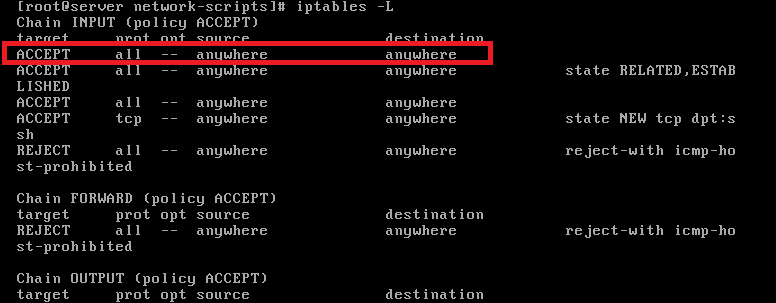 [root@server network-scripts]# iptables -L
Chain INPUT (policy ACCEPT)
target prot opt source destination
ACCEPT all -- anywhere anywhere
ACCEPT all -- anywhere anywhere state RELATED,ESTAB
LISHED
ACCEPT all -- anywhere anywhere
ACCEPT tcp -- anywhere anywhere state NEW tcp dpt:s
sh
REJECT all -- anywhere anywhere reject-with icmp-ho
st-prohibited
Chain FORWARD (policy ACCEPT)
target prot opt source destination
REJECT all -- anywhere anywhere reject-with icmp-ho
st-prohibited
Chain OUTPUT (policy ACCEPT)
target prot opt source destination